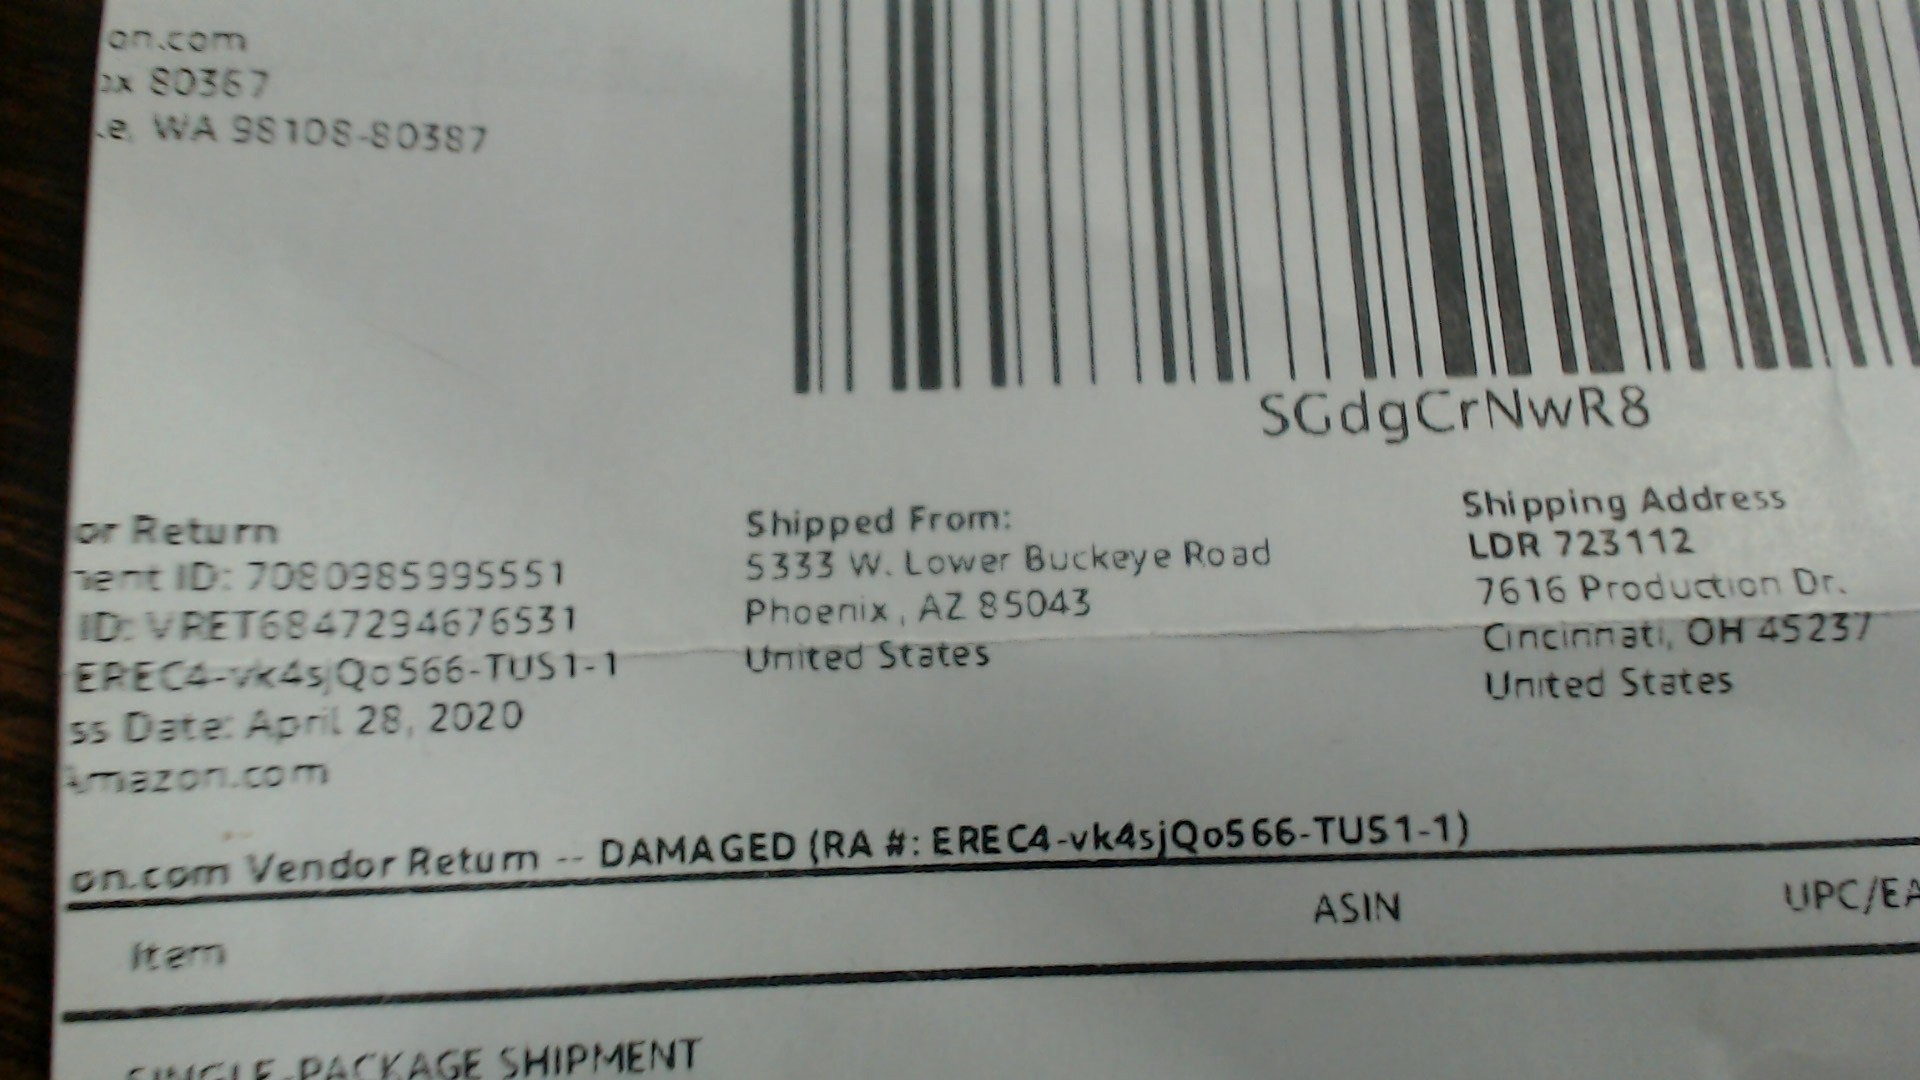 on.com
ox 80387
.e, WA 98108-80387
SGdgCrNwR8
or Return
nent ID: 7080985995551
ID: VRET6847294676531
EREC4-vk4sjQo566-TUS1-1
ss Date: April 28, 2020
Amazon.com
Shipped From:
5333 W. Lower Buckeye Road
Phoenix, AZ 85043
United States
Shipping Address
LDR 723112
7616 Production Dr.
Cincinnati, OH 45237
United States
on.com Vendor Return -- DAMAGED (RA #: EREC4-vk4sjQo566-TUS1-1)
Item ASIN UPC/EA
SINGLE-PACKAGE SHIPMENT